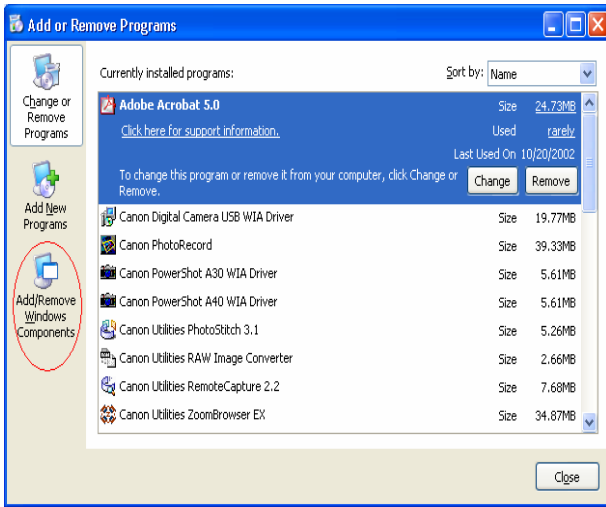 Add or Remove Programs
Change or
Remove
Programs
Add New
Programs
Add/Remove
Windows
Components
Currently installed programs:
Sort by: Name
Adobe Acrobat 5.0 Size 24.73MB
Click here for support information. Used rarely
Last Used On 10/20/2002
To change this program or remove it from your computer, click Change or
Remove.
Change Remove
Canon Digital Camera USB WIA Driver Size 19.77MB
Canon PhotoRecord Size 39.33MB
Canon PowerShot A30 WIA Driver Size 5.61MB
Canon PowerShot A40 WIA Driver Size 5.61MB
Canon Utilities PhotoStitch 3.1 Size 5.26MB
Canon Utilities RAW Image Converter Size 2.66MB
Canon Utilities RemoteCapture 2.2 Size 7.68MB
Canon Utilities ZoomBrowser EX Size 34.87MB
Close